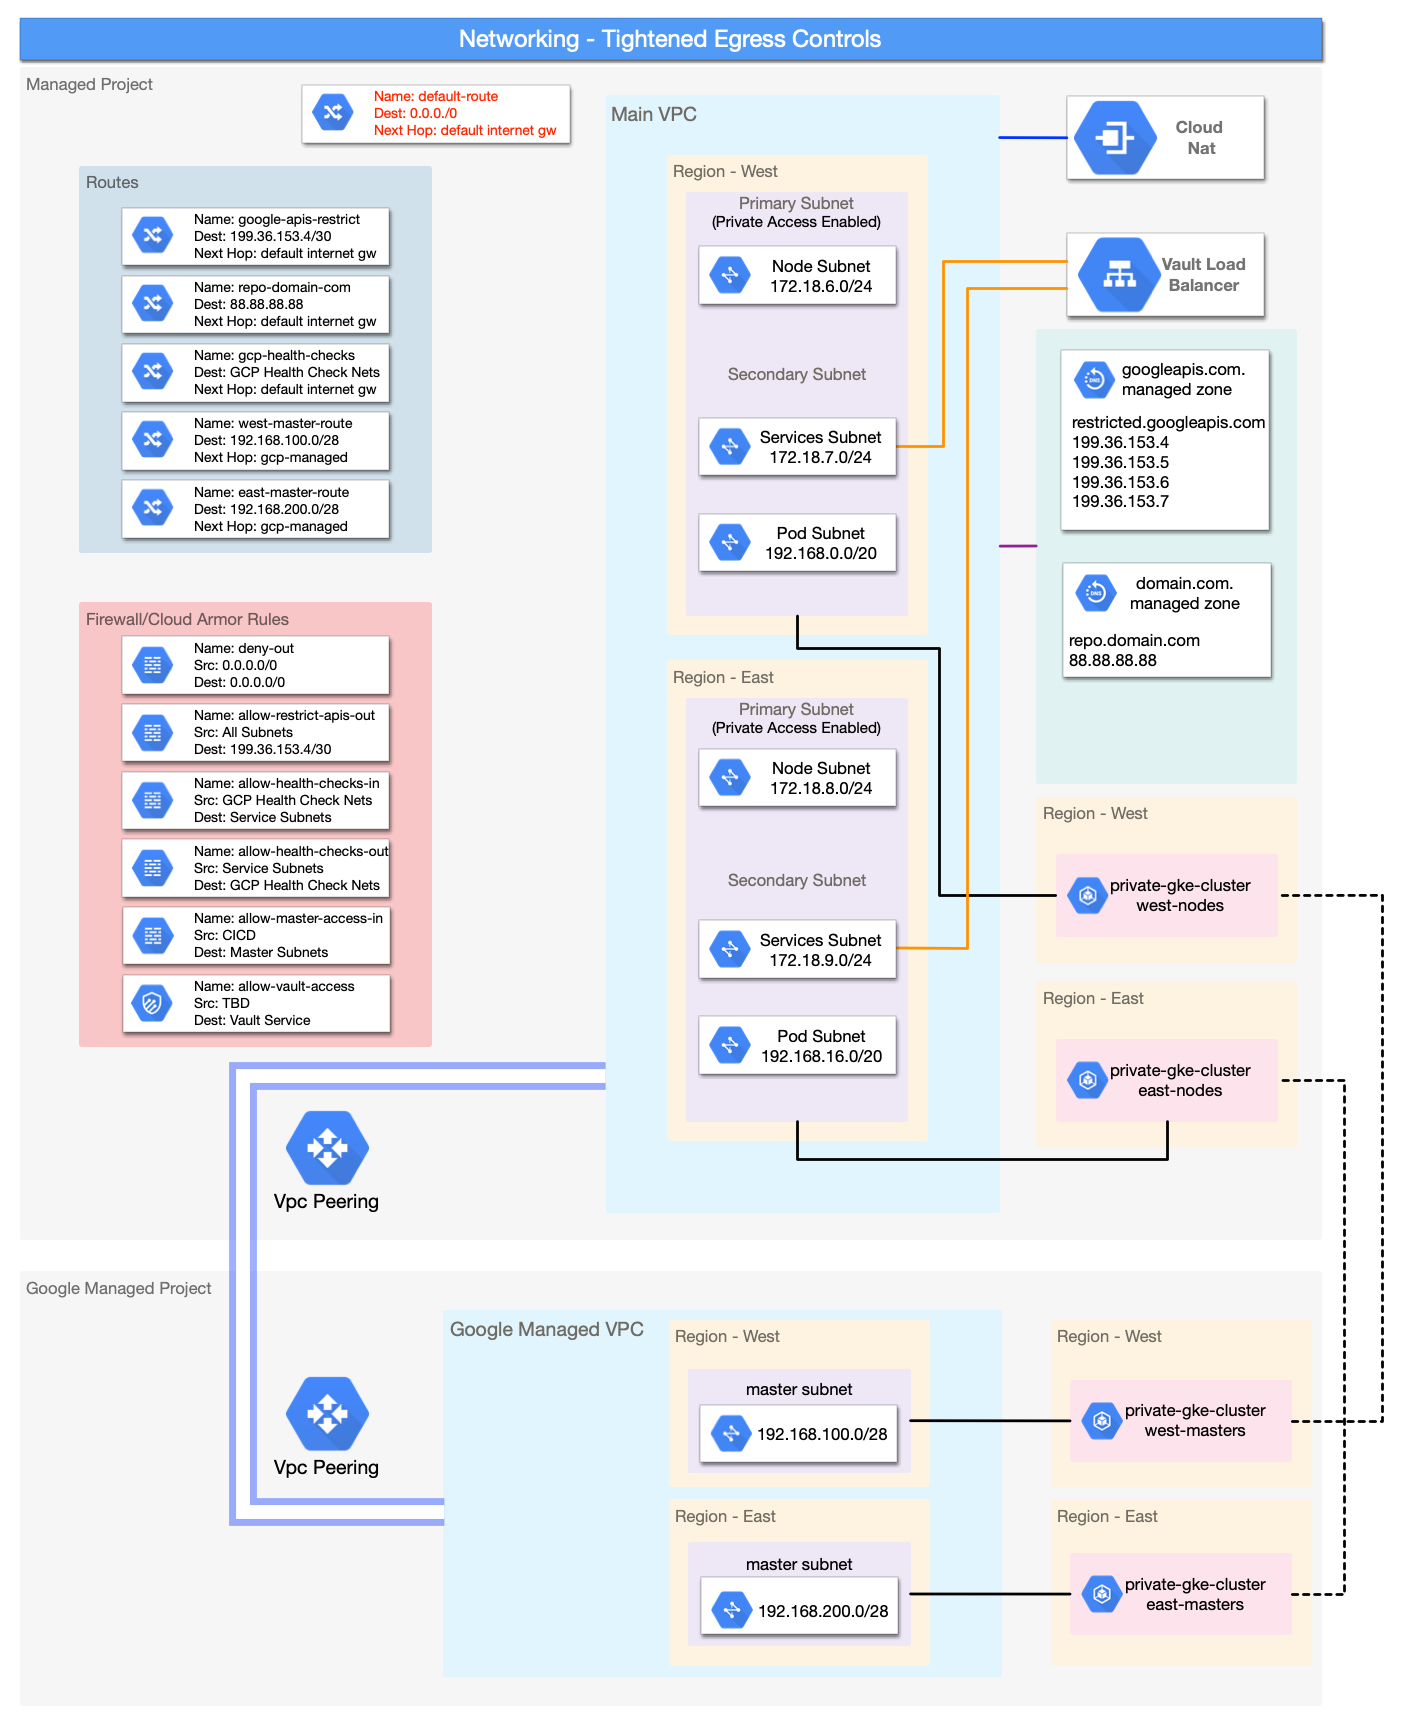 Networking - Tightened Egress Controls
Managed Project
Name: default-route
Dest: 0.0.0./0
Next Hop: default internet gw
Routes
Name: google-apis-restrict
Dest: 199.36.153.4/30
Next Hop: default internet gw
Name: repo-domain-com
Dest: 88.88.88.88
Next Hop: default internet gw
Name: gcp-health-checks
Dest: GCP Health Check Nets
Next Hop: default internet gw
Name: west-master-route
Dest: 192.168.100.0/28
Next Hop: gcp-managed
Name: east-master-route
Dest: 192.168.200.0/28
Next Hop: gcp-managed
Firewall/Cloud Armor Rules
Name: deny-out
Src: 0.0.0.0/0
Dest: 0.0.0.0/0
Name: allow-restrict-apis-out
Src: All Subnets
Dest: 199.36.153.4/30
Name: allow-health-checks-in
Src: GCP Health Check Nets
Dest: Service Subnets
Name: allow-health-checks-out
Src: Service Subnets
Dest: GCP Health Check Nets
Name: allow-master-access-in
Src: CICD
Dest: Master Subnets
Name: allow-vault-access
Src: TBD
Dest: Vault Service
Vpc Peering
Main VPC
Region - West
Primary Subnet
(Private Access Enabled)
Node Subnet
172.18.6.0/24
Secondary Subnet
Services Subnet
172.18.7.0/24
Pod Subnet
192.168.0.0/20
Region - East
Primary Subnet
(Private Access Enabled)
Node Subnet
172.18.8.0/24
Secondary Subnet
Services Subnet
172.18.9.0/24
Pod Subnet
192.168.16.0/20
Cloud
Nat
Vault Load
Balancer
DNS
googleapis.com.
managed zone
restricted.googleapis.com
199.36.153.4
199.36.153.5
199.36.153.6
199.36.153.7
DNS
domain.com.
managed zone
repo.domain.com
88.88.88.88
Region - West
private-gke-cluster
west-nodes
Region - East
private-gke-cluster
east-nodes
Google Managed Project
Vpc Peering
Google Managed VPC
Region - West
master subnet
192.168.100.0/28
Region - East
master subnet
192.168.200.0/28
Region - West
private-gke-cluster
west-masters
Region - East
private-gke-cluster
east-masters